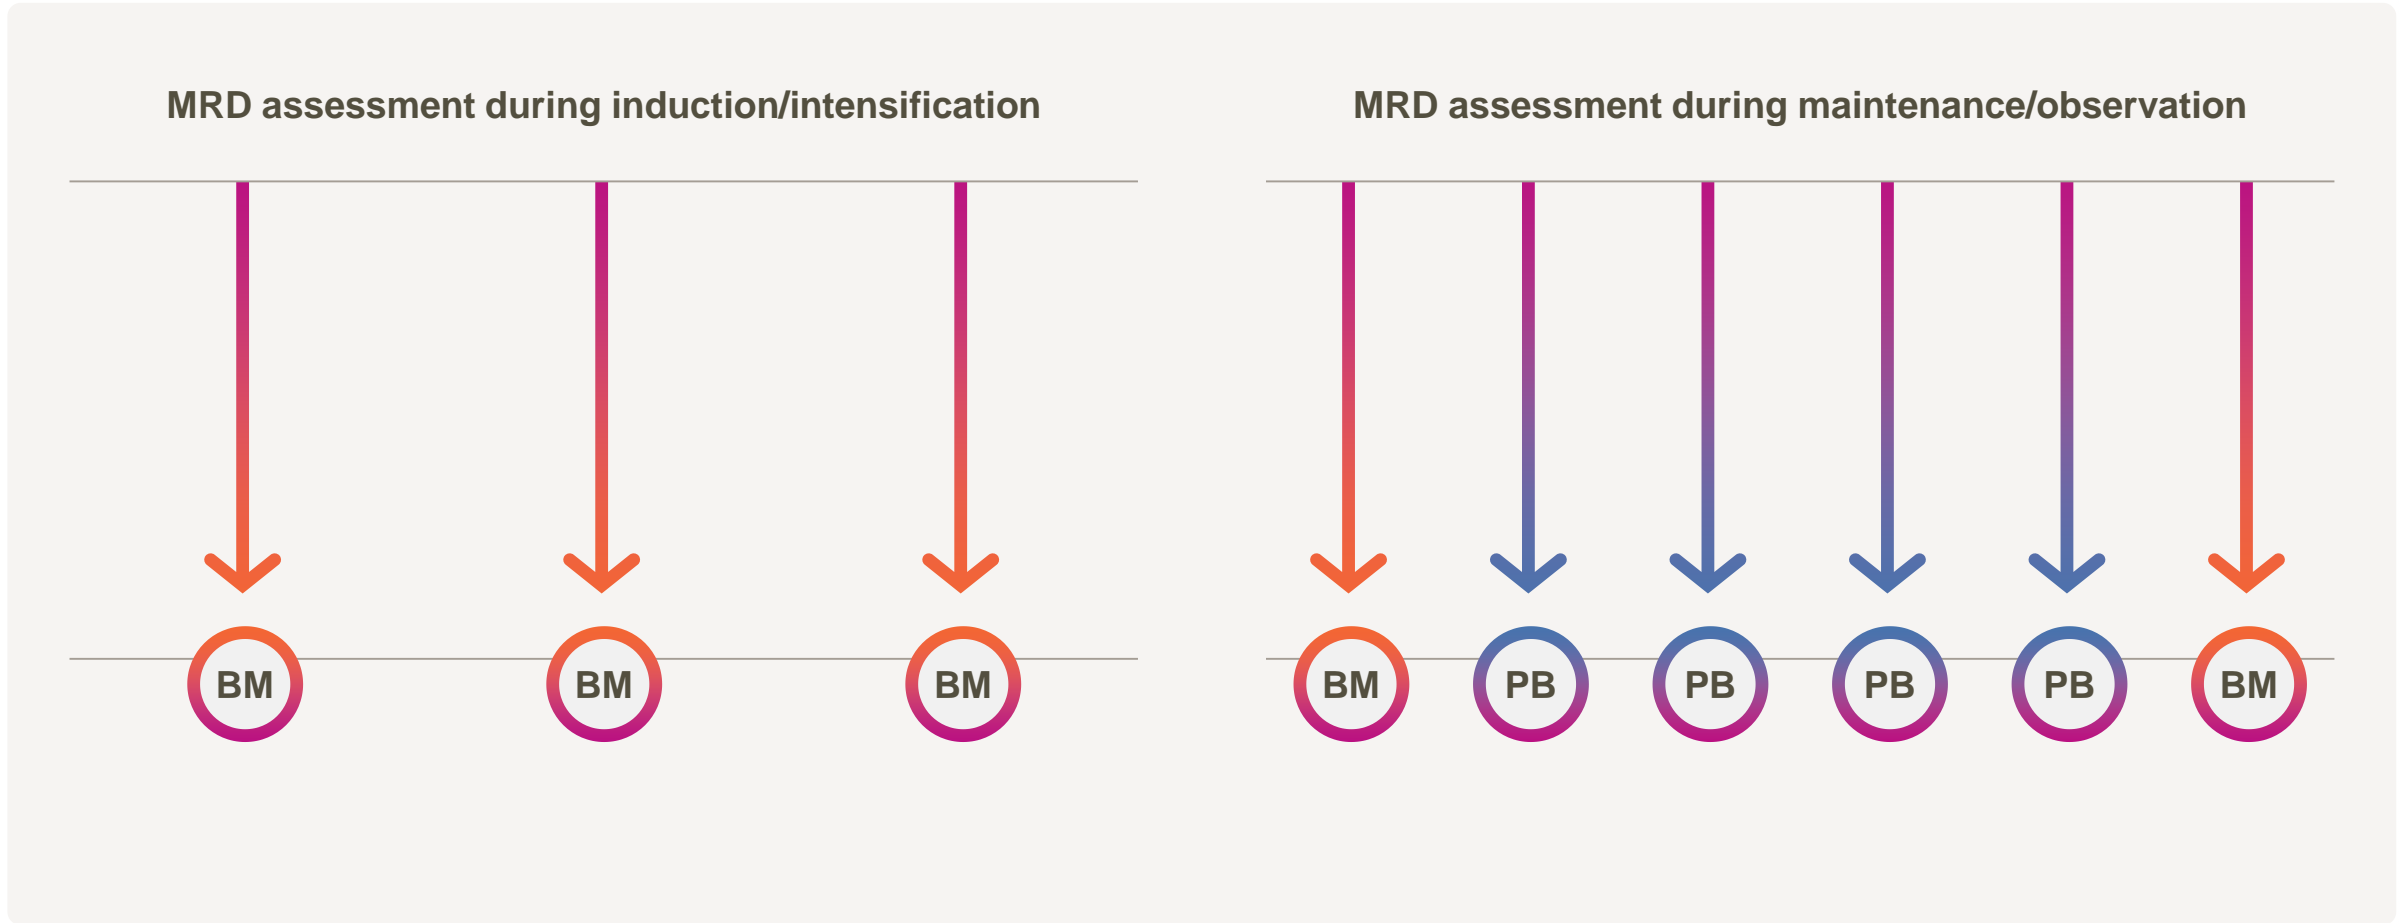 MRD assessment during induction/intensification
BM BM BM
MRD assessment during maintenance/observation
BM PB PB PB PB BM